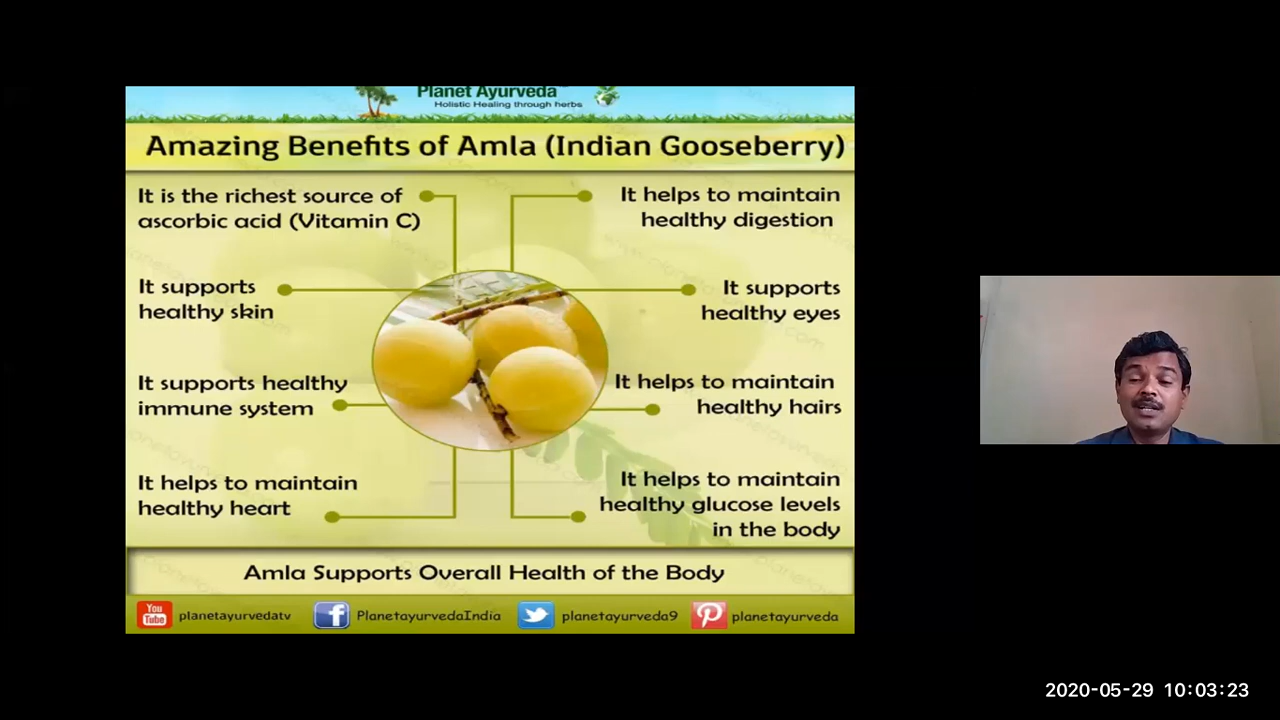 Planet Ayurveda
Holistic Healing through herbs
Amazing Benefits of Amla (Indian Gooseberry)
It is the richest source of
ascorbic acid (Vitamin C)
It supports
healthy skin
It supports healthy
immune system
It helps to maintain
healthy heart
It helps to maintain
healthy digestion
It supports
healthy eyes
It helps to maintain
healthy hairs
It helps to maintain
healthy glucose levels
in the body
Amla Supports Overall Health of the Body
You
Tube
planetayurvedatv
f
PlanetayurvedaIndia
planetayurveda9
planetayurveda
2020-05-29 10:03:23